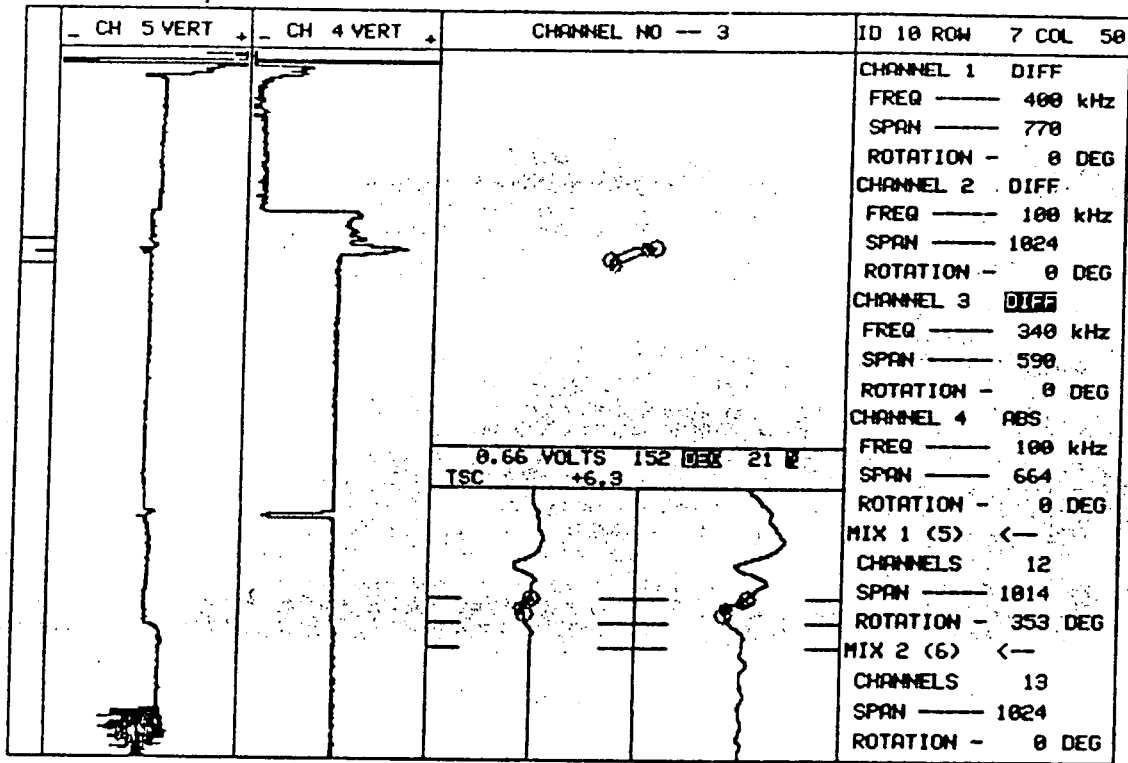 - CH 5 VERT +
- CH 4 VERT +
CHANNEL NO -- 3
0.66 VOLTS 152 DEG 21 %
TSC +6.3
ID 10 ROW 7 COL 50
CHANNEL 1 DIFF
FREQ ---- 400 kHz
SPAN ---- 770
ROTATION - 0 DEG
CHANNEL 2 DIFF
FREQ ---- 100 kHz
SPAN ---- 1024
ROTATION - 0 DEG
CHANNEL 3 DIFF
FREQ ---- 340 kHz
SPAN ---- 590
ROTATION - 0 DEG
CHANNEL 4 ABS
FREQ ---- 100 kHz
SPAN ---- 664
ROTATION - 0 DEG
MIX 1 (5) <--
CHANNELS 12
SPAN ---- 1014
ROTATION - 353 DEG
MIX 2 (6) <--
CHANNELS 13
SPAN ---- 1024
ROTATION - 0 DEG